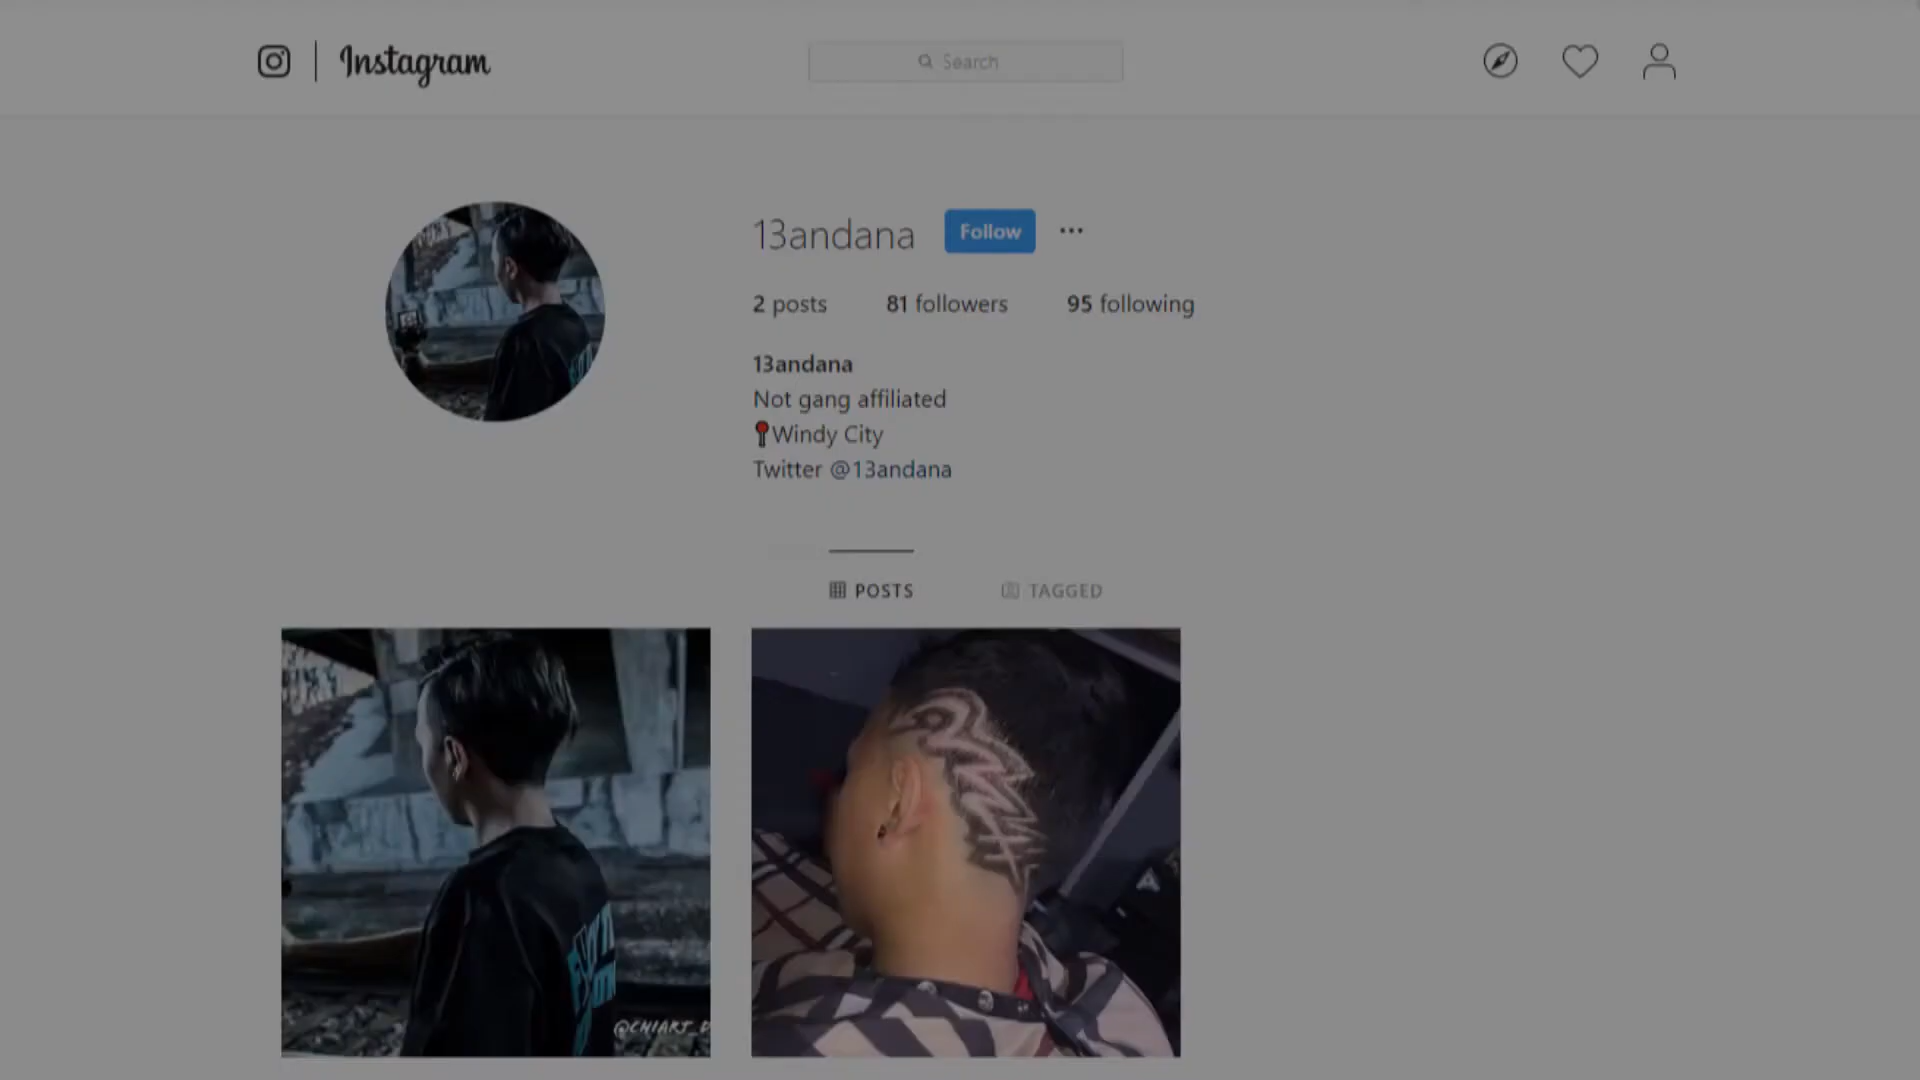 Instagram
Search
13andana
Follow
2 posts 81 followers 95 following
13andana
Not gang affiliated
Windy City
Twitter @13andana
POSTS
TAGGED